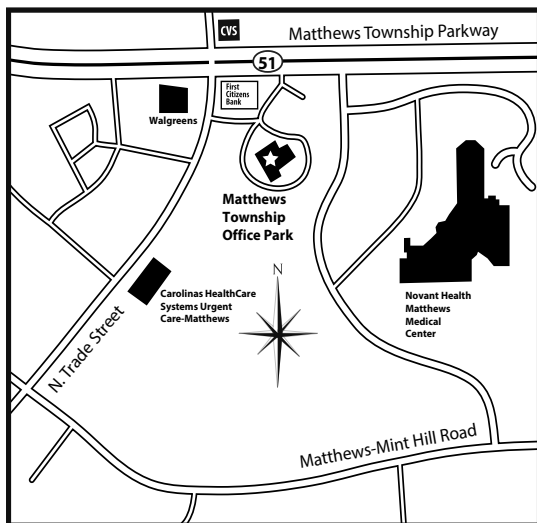 CVS
Matthews Township Parkway
51
First
Citizens
Bank
Walgreens
Matthews
Township
Office Park
N
Carolinas HealthCare
Systems Urgent
Care-Matthews
Novant Health
Matthews
Medical
Center
N. Trade Street
Matthews-Mint Hill Road